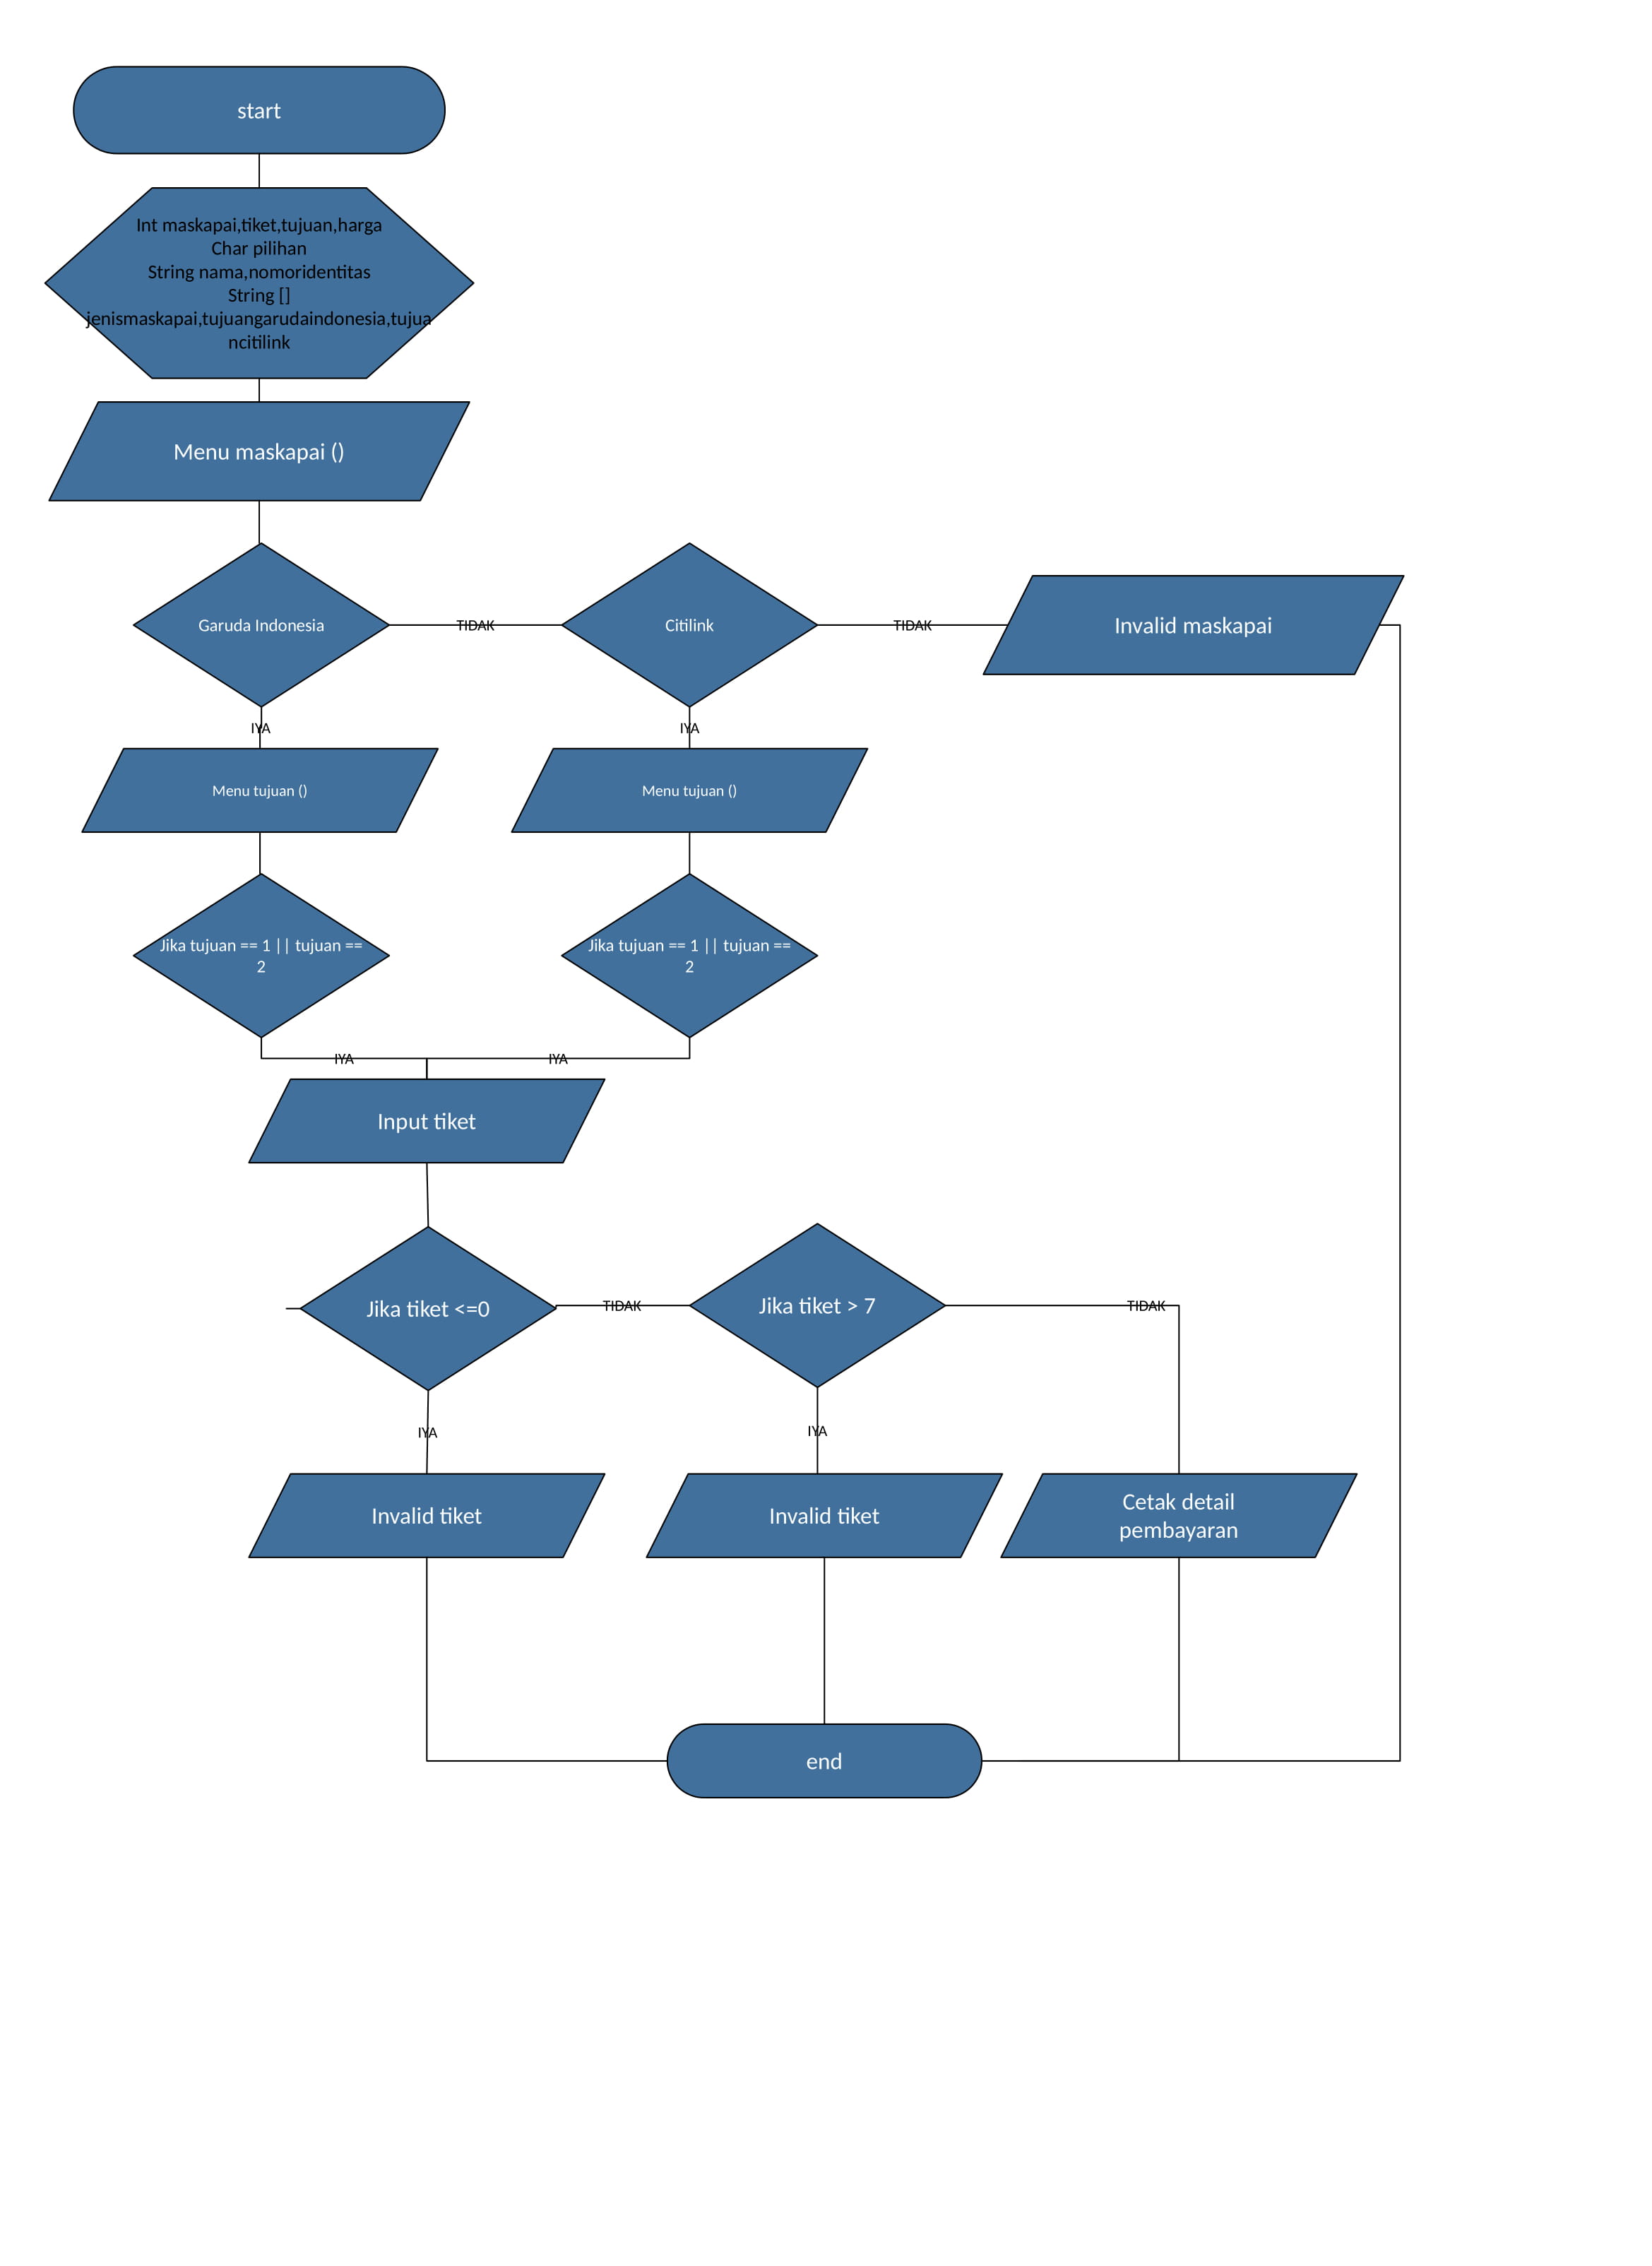 start
Int maskapai,tiket,tujuan,harga
Char pilihan
String nama,nomoridentitas
String []
jenismaskapai,tujuangarudaindonesia,tujua
ncitilink
Menu maskapai ()
Garuda Indonesia
TIDAK
Citilink
TIDAK
Invalid maskapai
IYA
IYA
Menu tujuan ()
Menu tujuan ()
Jika tujuan == 1 || tujuan ==
2
Jika tujuan == 1 || tujuan ==
2
IYA
IYA
Input tiket
Jika tiket <=0
TIDAK
Jika tiket > 7
TIDAK
IYA
IYA
Invalid tiket
Invalid tiket
Cetak detail
pembayaran
end